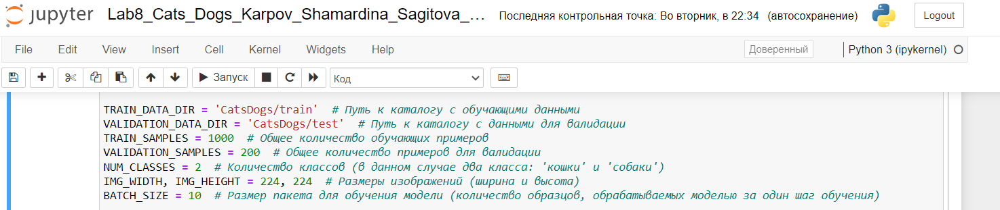 jupyter Lab8_Cats_Dogs_Karpov_Shamardina_Sagitova_... Последняя контрольная точка: Во вторник, в 22:34 (автосохранение) Logout
File Edit View Insert Cell Kernel Widgets Help Доверенный Python 3 (ipykernel)
Запуск Код
TRAIN_DATA_DIR = 'CatsDogs/train' # Путь к каталогу с обучающими данными
VALIDATION_DATA_DIR = 'CatsDogs/test' # Путь к каталогу с данными для валидации
TRAIN_SAMPLES = 1000 # Общее количество обучающих примеров
VALIDATION_SAMPLES = 200 # Общее количество примеров для валидации
NUM_CLASSES = 2 # Количество классов (в данном случае два класса: 'кошки' и 'собаки')
IMG_WIDTH, IMG_HEIGHT = 224, 224 # Размеры изображений (ширина и высота)
BATCH_SIZE = 10 # Размер пакета для обучения модели (количество образцов, обрабатываемых моделью за один шаг обучения)